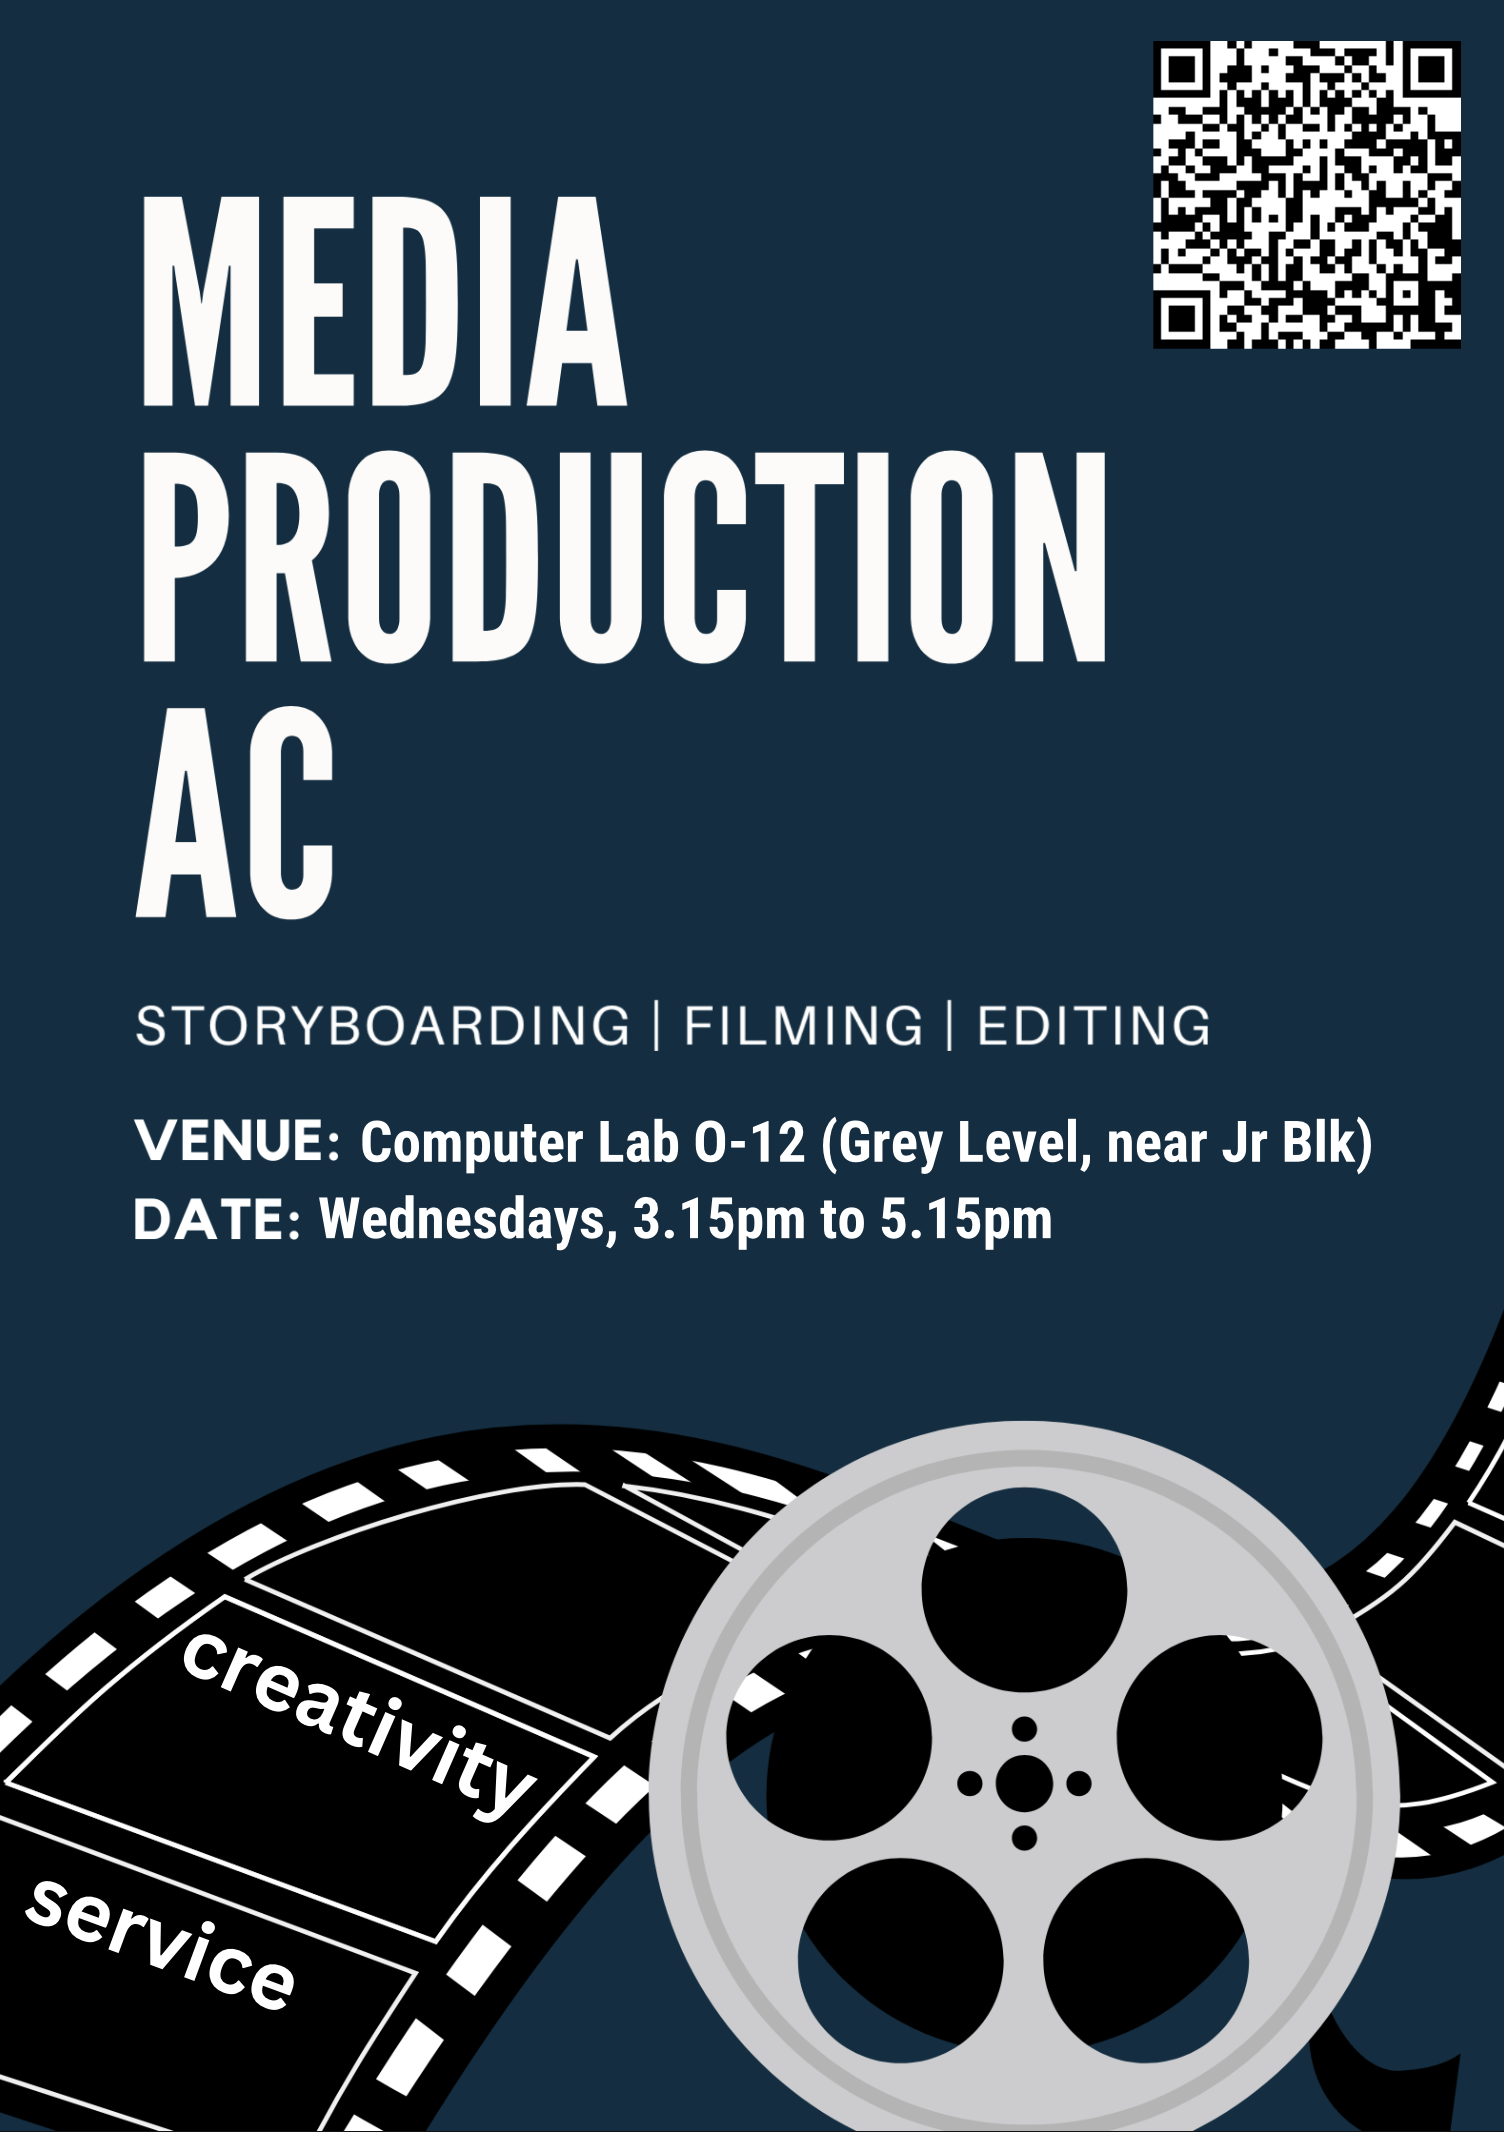 MEDIA
PRODUCTION
AC
STORYBOARDING | FILMING | EDITING
VENUE: Computer Lab O-12 (Grey Level, near Jr Blk)
DATE: Wednesdays, 3.15pm to 5.15pm
creativity
service